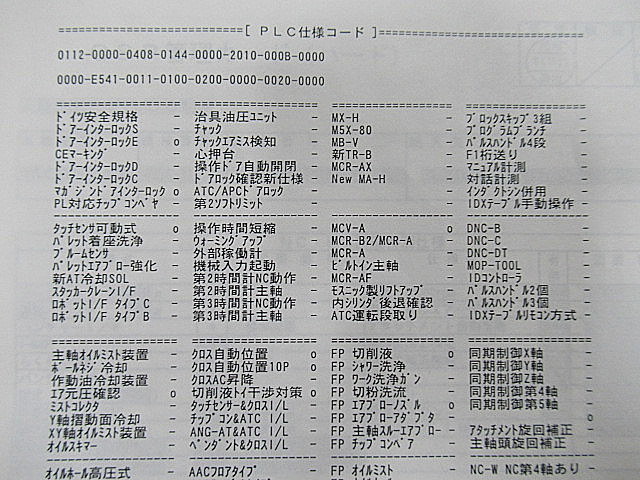 ==============================[ ＰＬＣ仕様コード ]==============================
0112-0000-0408-0144-0000-2010-000B-0000
0000-E541-0011-0100-0200-0000-0020-0000
ﾄﾞｲﾂ安全規格 - 治具油圧ﾕﾆｯﾄ - MX-H - ﾌﾞﾛｯｸｽｷｯﾌﾟ3組 -
ﾄﾞｱｰｲﾝﾀｰﾛｯｸS - ﾁｬｯｸ - M5X-80 - ﾌﾟﾛｸﾞﾗﾑﾌﾞﾗﾝﾁ -
ﾄﾞｱｰｲﾝﾀｰﾛｯｸE o ﾁｬｯｸｴｱﾐｽ検知 - MB-V - ﾊﾟﾙｽﾊﾝﾄﾞﾙ4段 -
CEﾏｰｷﾝｸﾞ - 心押台 - 新TR-B - F1桁送り -
ﾄﾞｱｰｲﾝﾀｰﾛｯｸD - 操作ﾄﾞｱ自動開閉 - MCR-AX - ﾏﾆｭｱﾙ計測 -
ﾄﾞｱｰｲﾝﾀｰﾛｯｸC - ﾄﾞｱﾛｯｸ確認新仕様 - New MA-H - 対話計測 -
ﾏｶﾞｼﾞﾝﾄﾞｱｲﾝﾀｰﾛｯｸ o ATC/APCﾄﾞｱﾛｯｸ - - ｲﾝﾀﾞｸﾄｼﾝ併用 -
PL対応ﾁｯﾌﾟｺﾝﾍﾞﾔ - 第2ｿﾌﾄﾘﾐｯﾄ - - IDXﾃｰﾌﾞﾙ手動操作 -
ﾀｯﾁｾﾝｻ可動式 o 操作時間短縮 - MCV-A o DNC-B -
ﾊﾟﾚｯﾄ着座洗浄 - ｳｫｰﾐﾝｸﾞｱｯﾌﾟ - MCR-B2/MCR-A - DNC-C -
ﾌﾞﾙｰﾑｾﾝｻ - 外部稼働計 - MCR-A - DNC-DT -
ﾊﾟﾚｯﾄｴｱﾌﾞﾛｰ強化 - 機械入力起動 - ﾋﾞﾙﾄｲﾝ主軸 - MOP-TOOL -
新AT冷却SOL - 第2時間計NC動作 - MCR-AF - IDｺﾝﾄﾛｰﾗ -
ｽﾀｯｶｰｸﾚｰﾝI/F - 第2時間計主軸 - ﾓｽﾆｯｸ製ﾘﾌﾄｱｯﾌﾟ - ﾊﾟﾙｽﾊﾝﾄﾞﾙ2個 -
ﾛﾎﾞｯﾄI/F ﾀｲﾌﾟC - 第3時間計NC動作 - 内ｼﾘﾝﾀﾞ後退確認 - ﾊﾟﾙｽﾊﾝﾄﾞﾙ3個 -
ﾛﾎﾞｯﾄI/F ﾀｲﾌﾟB - 第3時間計主軸 - ATC運転段取り - IDXﾃｰﾌﾞﾙﾘﾓｺﾝ方式 -
主軸ｵｲﾙﾐｽﾄ装置 - ｸﾛｽ自動位置 o FP 切削液 o 同期制御X軸 -
ﾎﾞｰﾙﾈｼﾞ冷却 - ｸﾛｽ自動位置10P o FP ｼｬﾜｰ洗浄 - 同期制御Y軸 -
作動油冷却装置 - ｸﾛｽAC昇降 - FP ﾜｰｸ洗浄ｶﾞﾝ - 同期制御Z軸 -
ｴｱ元圧確認 o 切削液ﾄｲ干渉対策 o FP 切粉洗流 - 同期制御第4軸 -
ﾐｽﾄｺﾚｸﾀ - ﾀｯﾁｾﾝｻｰ&ｸﾛｽI/L - FP ｴｱﾌﾞﾛｰﾉｽﾞﾙ o 同期制御第5軸 -
Y軸摺動面冷却 - ﾁｯﾌﾟｺﾝ&ATC I/L - FP ｴｱﾌﾞﾛｰｱﾀﾞﾌﾟﾀ - o
XY軸ｵｲﾙﾐｽﾄ装置 - ANG-AT&ATC I/L - FP 主軸ｽﾙｰｴｱﾌﾞﾛｰ - ｱﾀｯﾁﾒﾝﾄ旋回補正 -
ｵｲﾙｽｷﾏｰ - ﾍﾟﾝﾀﾞﾝﾄ&ｸﾛｽI/L - FP ﾁｯﾌﾟｺﾝﾍﾞｱ - 主軸頭旋回補正 -
ｵｲﾙﾎｰﾙ高圧式 - AACﾌﾛｱﾀｲﾌﾟ - FP ｵｲﾙﾐｽﾄ - NC-W NC第4軸あり -